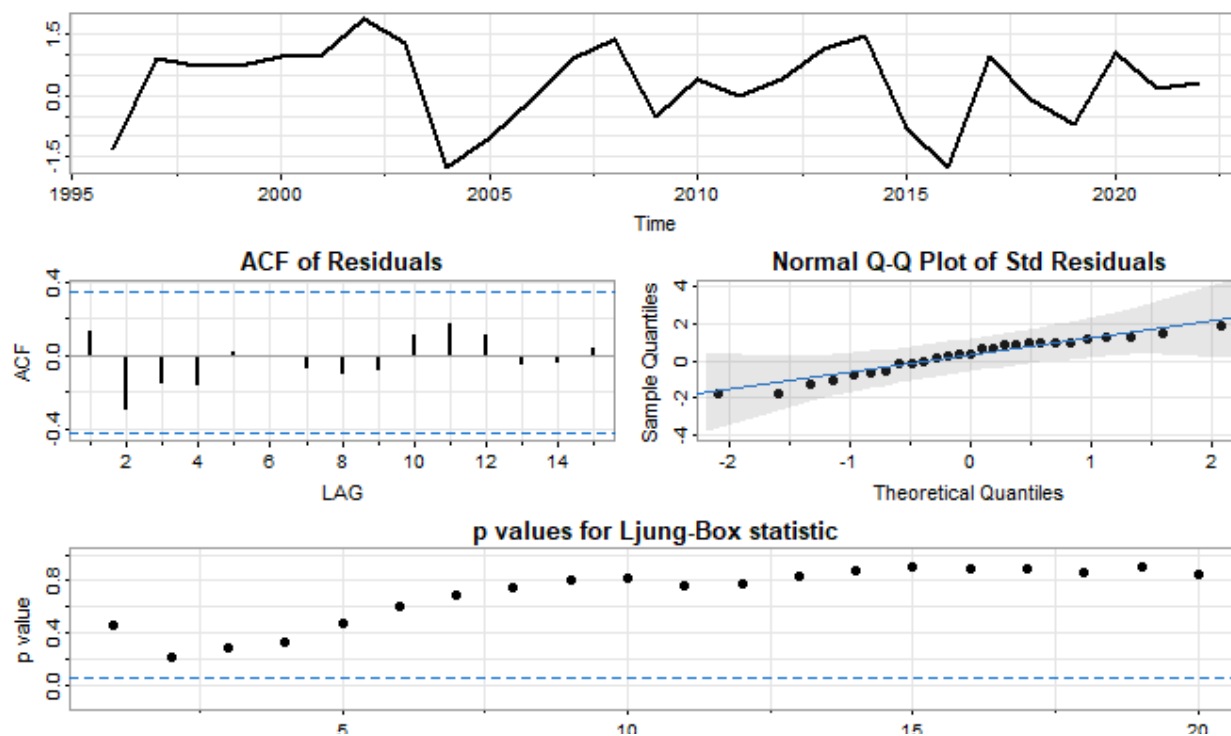 1.5
0.0
-1.5
1995 2000 2005 2010 2015 2020
Time
ACF of Residuals
0.4
0.0
-0.4
ACF
2 4 6 8 10 12 14
LAG
Normal Q-Q Plot of Std Residuals
4
2
0
-2
-4
Sample Quantiles
-2 -1 0 1 2
Theoretical Quantiles
p values for Ljung-Box statistic
0.8
0.4
0.0
p value
5 10 15 20